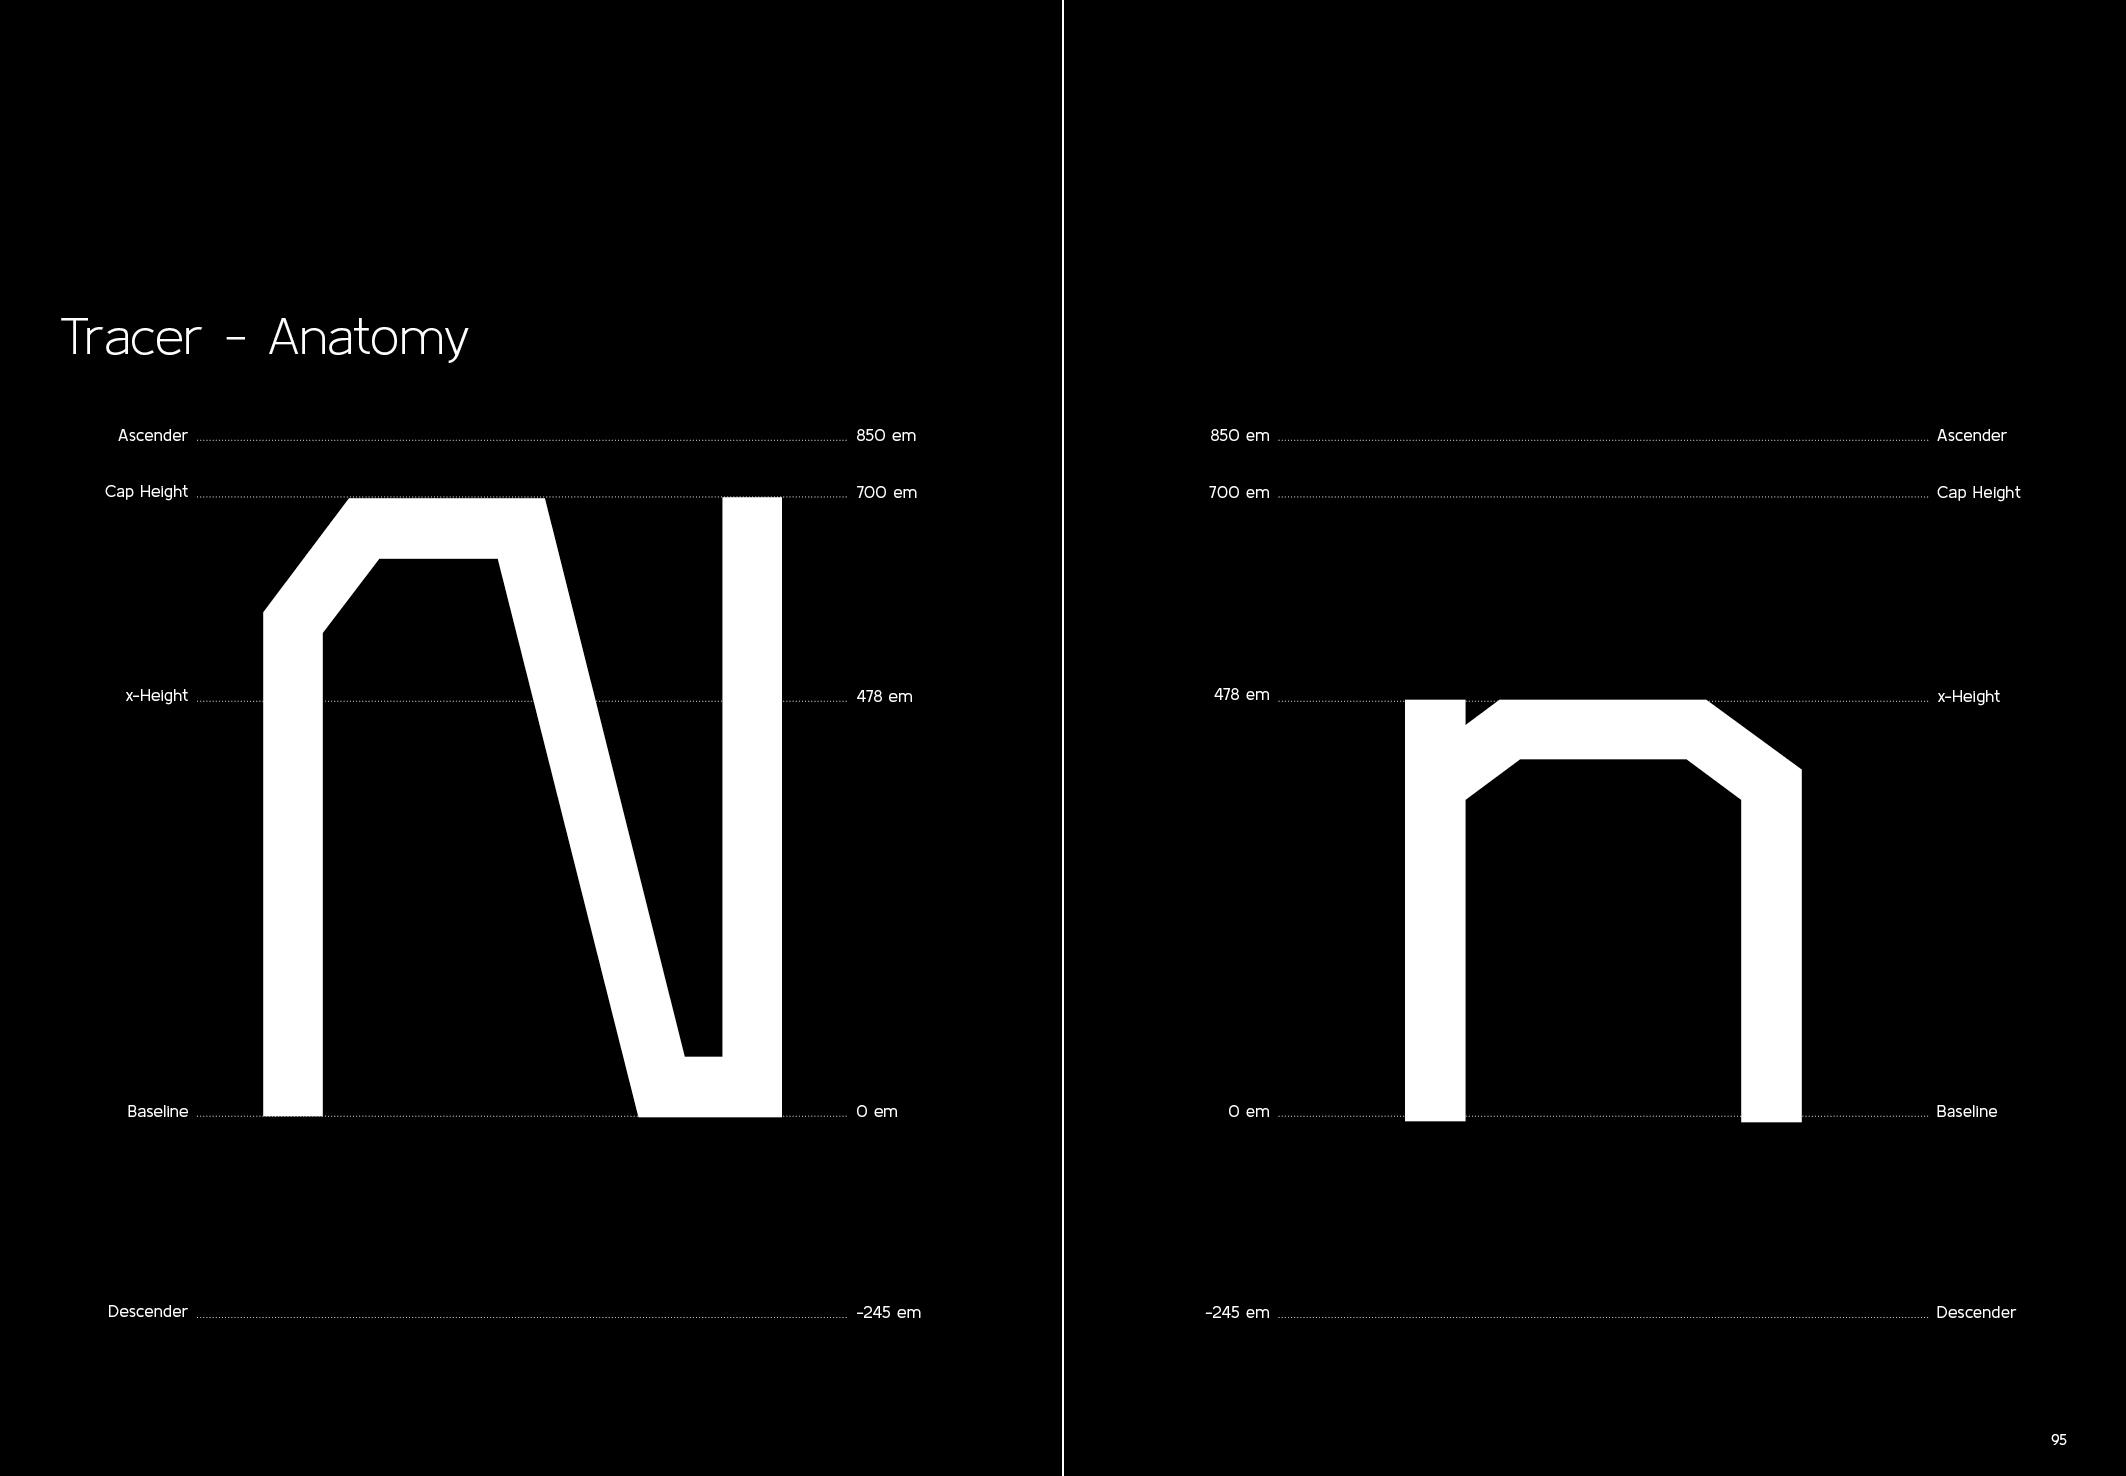 Tracer - Anatomy
Ascender 850 em
Cap Height 700 em
N
x-Height 478 em
Baseline 0 em
Descender -245 em
850 em Ascender
700 em Cap Height
478 em x-Height
n
0 em Baseline
-245 em Descender
95